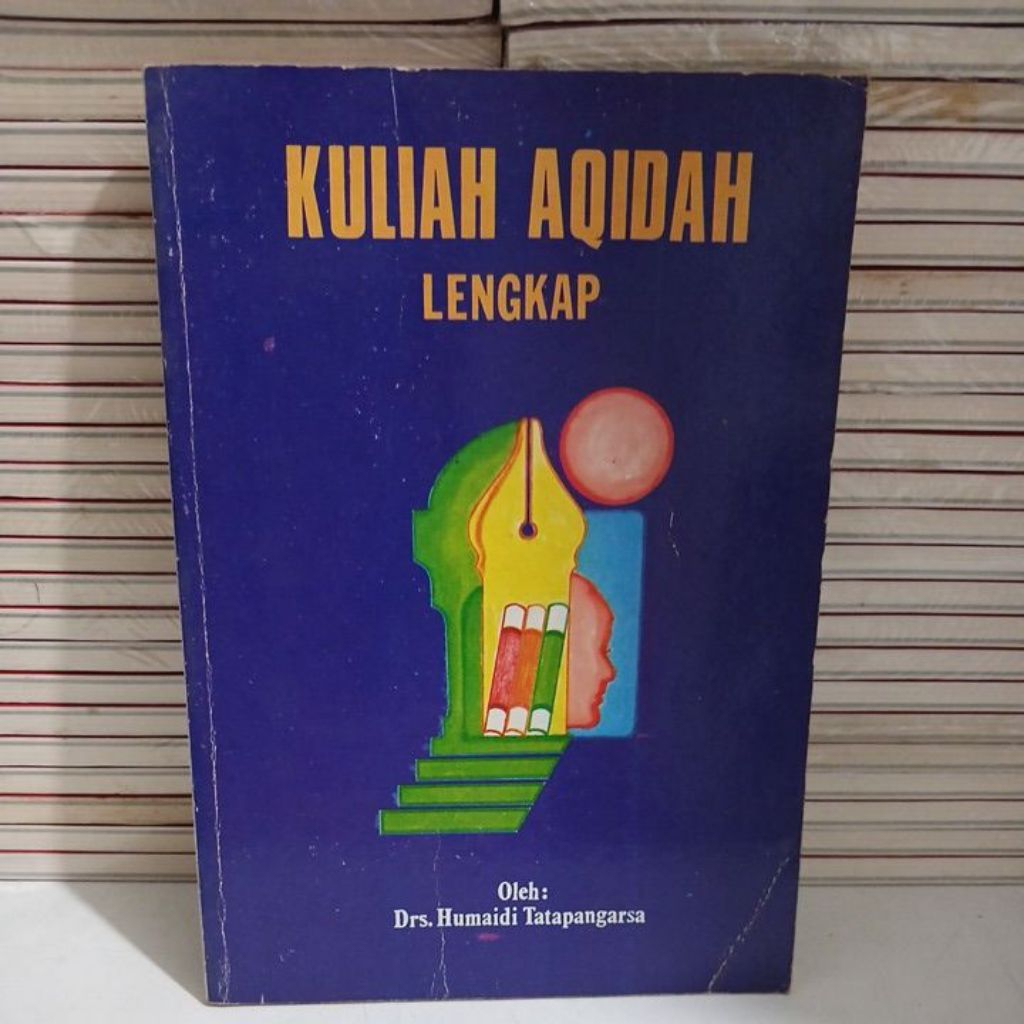 KULIAH AQIDAH
LENGKAP
Oleh:
Drs. Humaidi Tatapangarsa